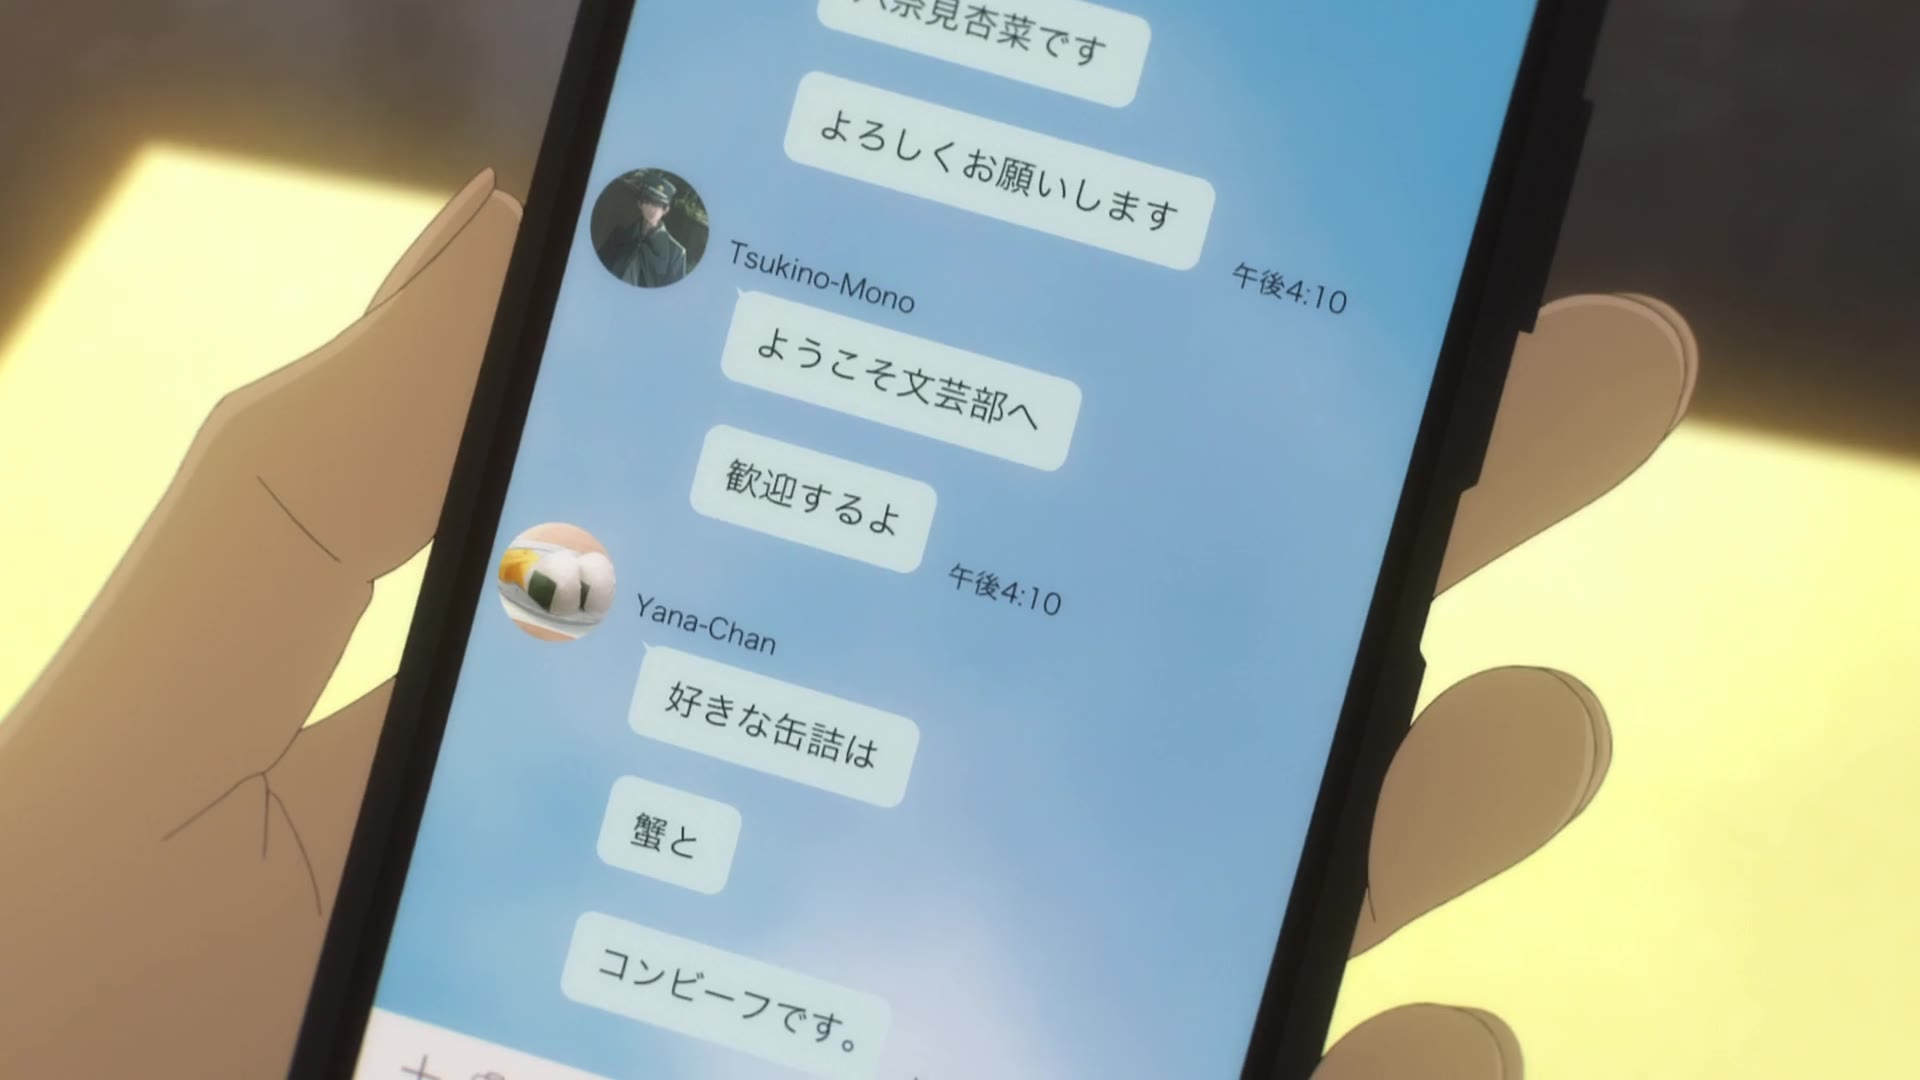 八奈見杏菜です
よろしくお願いします
午後4:10
Tsukino-Mono
ようこそ文芸部へ
歓迎するよ
午後4:10
Yana-Chan
好きな缶詰は
蟹と
コンビーフです。